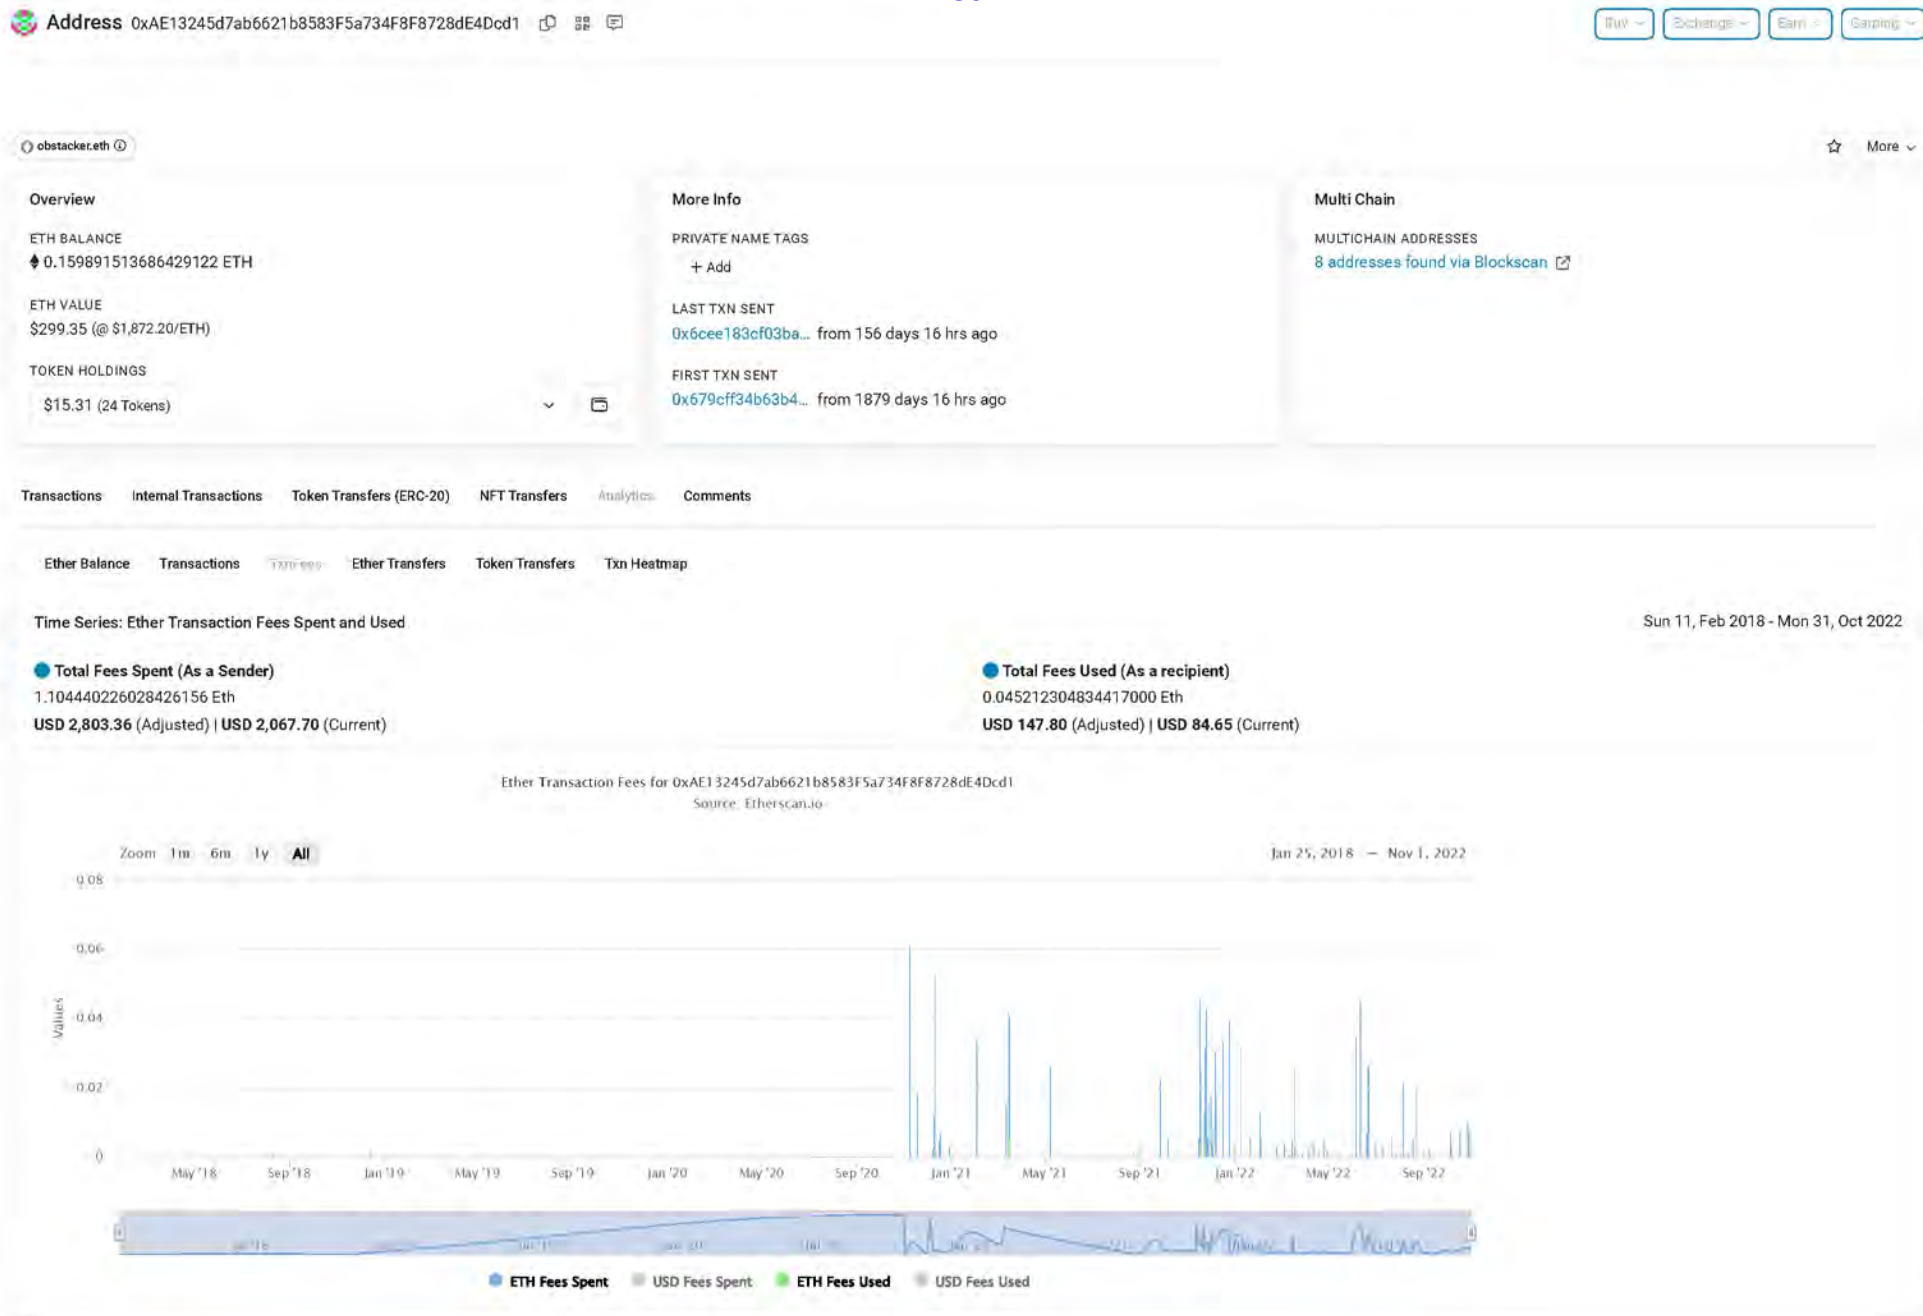 Address 0xAE13245d7ab6621b8583F5a734F8F8728dE4Dcd1
Buy Exchange Earn Gaming
obstacker.eth
More
Overview
ETH BALANCE
0.159891513686429122 ETH
ETH VALUE
$299.35 (@ $1,872.20/ETH)
TOKEN HOLDINGS
$15.31 (24 Tokens)
More Info
PRIVATE NAME TAGS
+ Add
LAST TXN SENT
0x6cee183cf03ba... from 156 days 16 hrs ago
FIRST TXN SENT
0x679cff34b63b4... from 1879 days 16 hrs ago
Multi Chain
MULTICHAIN ADDRESSES
8 addresses found via Blockscan
Transactions Internal Transactions Token Transfers (ERC-20) NFT Transfers Analytics Comments
Ether Balance Transactions TxnFees Ether Transfers Token Transfers Txn Heatmap
Time Series: Ether Transaction Fees Spent and Used
Sun 11, Feb 2018 - Mon 31, Oct 2022
Total Fees Spent (As a Sender)
1.104440226028426156 Eth
USD 2,803.36 (Adjusted) | USD 2,067.70 (Current)
Total Fees Used (As a recipient)
0.045212304834417000 Eth
USD 147.80 (Adjusted) | USD 84.65 (Current)
Ether Transaction Fees for 0xAE13245d7ab6621b8583F5a734F8F8728dE4Dcd1
Source: Etherscan.io
Zoom 1m 6m 1y All
Jan 25, 2018 — Nov 1, 2022
0.08
0.06
0.04
0.02
0
Values
May '18 Sep '18 Jan '19 May '19 Sep '19 Jan '20 May '20 Sep '20 Jan '21 May '21 Sep '21 Jan '22 May '22 Sep '22
ETH Fees Spent USD Fees Spent ETH Fees Used USD Fees Used